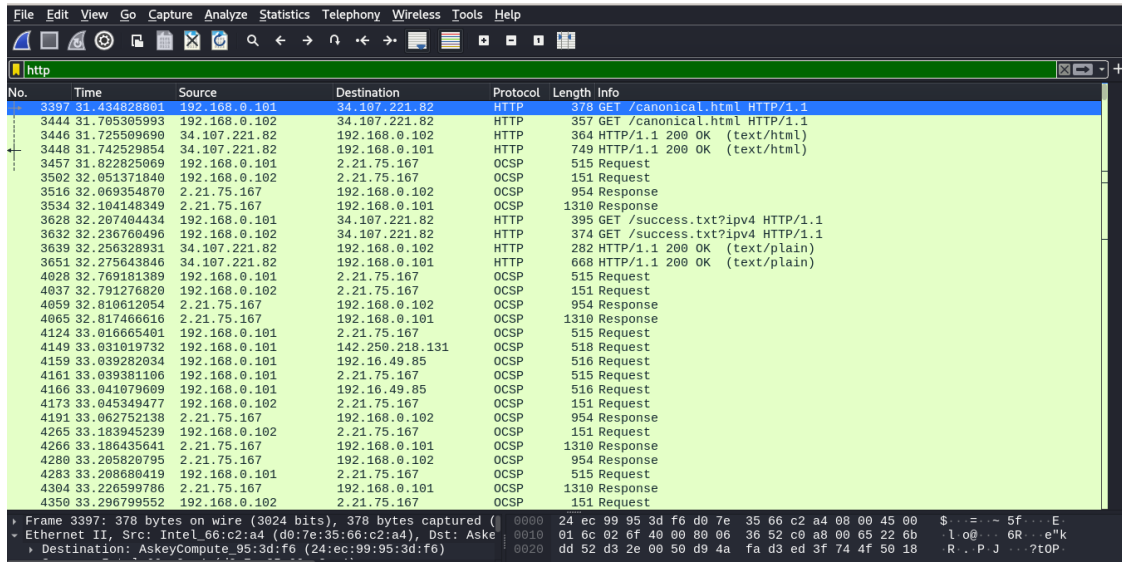 File Edit View Go Capture Analyze Statistics Telephony Wireless Tools Help
http
No. Time Source Destination Protocol Length Info
3397 31.434828801 192.168.0.101 34.107.221.82 HTTP 378 GET /canonical.html HTTP/1.1
3444 31.705305993 192.168.0.102 34.107.221.82 HTTP 357 GET /canonical.html HTTP/1.1
3446 31.725509690 34.107.221.82 192.168.0.102 HTTP 364 HTTP/1.1 200 OK (text/html)
3448 31.742529854 34.107.221.82 192.168.0.101 HTTP 749 HTTP/1.1 200 OK (text/html)
3457 31.822825069 192.168.0.101 2.21.75.167 OCSP 515 Request
3502 32.051371840 192.168.0.102 2.21.75.167 OCSP 151 Request
3516 32.069354870 2.21.75.167 192.168.0.102 OCSP 954 Response
3534 32.104148349 2.21.75.167 192.168.0.101 OCSP 1310 Response
3628 32.207404434 192.168.0.101 34.107.221.82 HTTP 395 GET /success.txt?ipv4 HTTP/1.1
3632 32.236760496 192.168.0.102 34.107.221.82 HTTP 374 GET /success.txt?ipv4 HTTP/1.1
3639 32.256328931 34.107.221.82 192.168.0.102 HTTP 282 HTTP/1.1 200 OK (text/plain)
3651 32.275643846 34.107.221.82 192.168.0.101 HTTP 668 HTTP/1.1 200 OK (text/plain)
4028 32.769181389 192.168.0.101 2.21.75.167 OCSP 515 Request
4037 32.791276820 192.168.0.102 2.21.75.167 OCSP 151 Request
4059 32.810612054 2.21.75.167 192.168.0.102 OCSP 954 Response
4065 32.817466616 2.21.75.167 192.168.0.101 OCSP 1310 Response
4124 33.016665401 192.168.0.101 2.21.75.167 OCSP 515 Request
4149 33.031019732 192.168.0.101 142.250.218.131 OCSP 518 Request
4159 33.039282034 192.168.0.101 192.16.49.85 OCSP 516 Request
4161 33.039381106 192.168.0.101 2.21.75.167 OCSP 515 Request
4166 33.041079609 192.168.0.101 192.16.49.85 OCSP 516 Request
4173 33.045349477 192.168.0.102 2.21.75.167 OCSP 151 Request
4191 33.062752138 2.21.75.167 192.168.0.102 OCSP 954 Response
4265 33.183945239 192.168.0.102 2.21.75.167 OCSP 151 Request
4266 33.186435641 2.21.75.167 192.168.0.101 OCSP 1310 Response
4280 33.205820795 2.21.75.167 192.168.0.102 OCSP 954 Response
4283 33.208680419 192.168.0.101 2.21.75.167 OCSP 515 Request
4304 33.226599786 2.21.75.167 192.168.0.101 OCSP 1310 Response
4350 33.296799552 192.168.0.102 2.21.75.167 OCSP 151 Request
Frame 3397: 378 bytes on wire (3024 bits), 378 bytes captured ( 0000 24 ec 99 95 3d f6 d0 7e 35 66 c2 a4 08 00 45 00 $···=··~ 5f····E·
Ethernet II, Src: Intel_66:c2:a4 (d0:7e:35:66:c2:a4), Dst: Aske 0010 01 6c 02 6f 40 00 80 06 36 52 c0 a8 00 65 22 6b ·l·o@··· 6R···e"k
Destination: AskeyCompute_95:3d:f6 (24:ec:99:95:3d:f6) 0020 dd 52 d3 2e 00 50 d9 4a fa d3 ed 3f 74 4f 50 18 ·R·.·P·J ···?tOP·